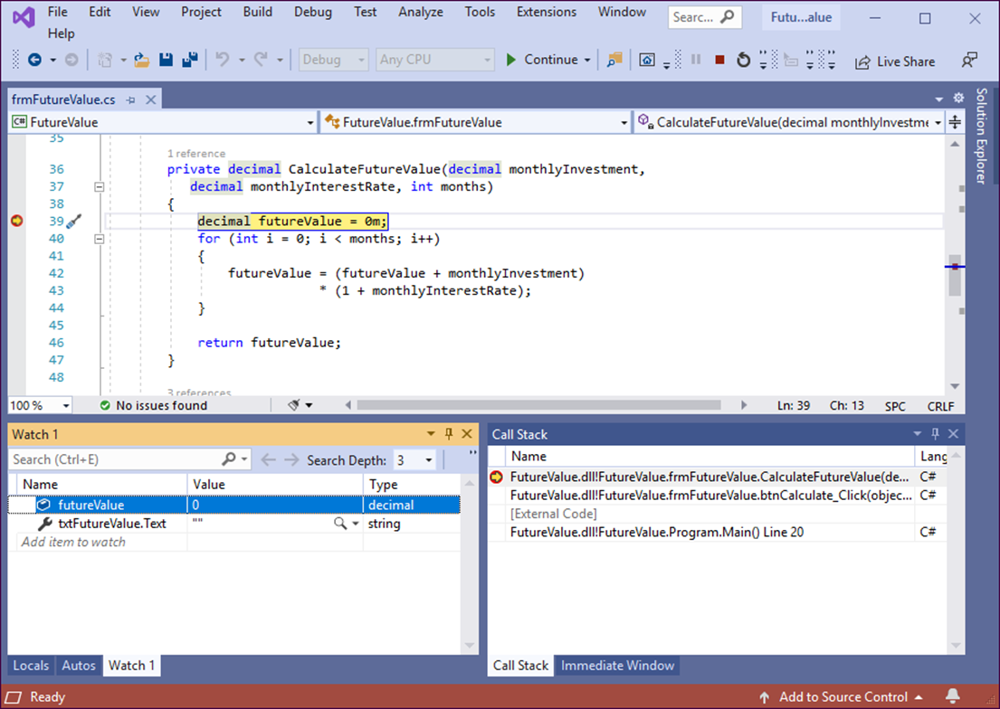 File Edit View Project Build Debug Test Analyze Tools Extensions Window Searc... Futu...alue
Help
Debug Any CPU Continue Live Share
frmFutureValue.cs
C# FutureValue FutureValue.frmFutureValue CalculateFutureValue(decimal monthlyInvestme
Solution Explorer
35
1 reference
36 private decimal CalculateFutureValue(decimal monthlyInvestment,
37 decimal monthlyInterestRate, int months)
38 {
39 decimal futureValue = 0m;
40 for (int i = 0; i < months; i++)
41 {
42 futureValue = (futureValue + monthlyInvestment)
43 * (1 + monthlyInterestRate);
44 }
45
46 return futureValue;
47 }
48
3 references
100 % No issues found Ln: 39 Ch: 13 SPC CRLF
Watch 1
Search (Ctrl+E) Search Depth: 3
Name Value Type
futureValue 0 decimal
txtFutureValue.Text "" string
Add item to watch
Locals Autos Watch 1
Call Stack
Name Lang
FutureValue.dll!FutureValue.frmFutureValue.CalculateFutureValue(de... C#
FutureValue.dll!FutureValue.frmFutureValue.btnCalculate_Click(objec... C#
[External Code]
FutureValue.dll!FutureValue.Program.Main() Line 20 C#
Call Stack Immediate Window
Ready Add to Source Control